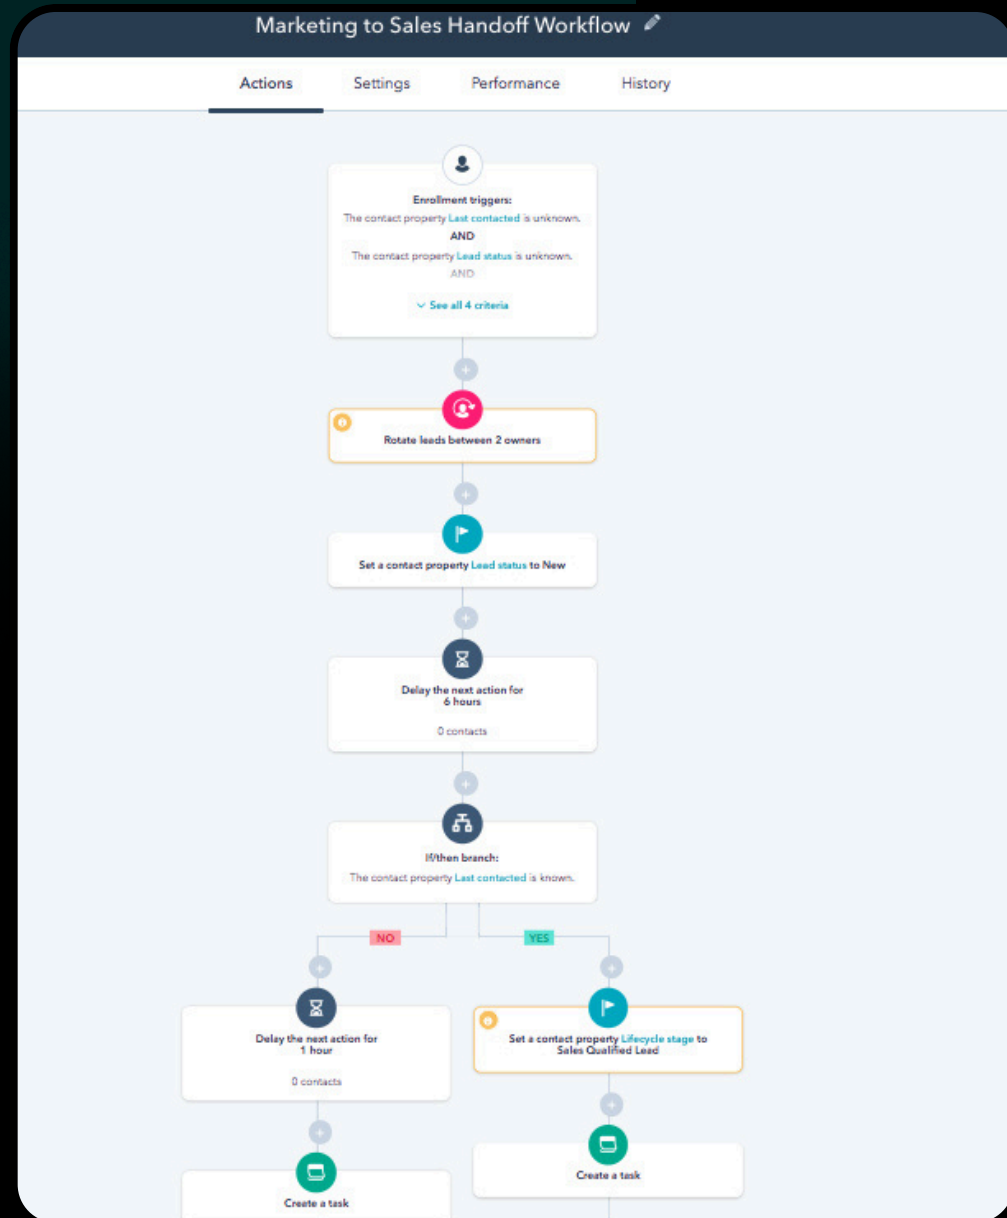 Marketing to Sales Handoff Workflow
Actions
Settings
Performance
History
Enrollment triggers:
The contact property Last contacted is unknown.
AND
The contact property Lead status is unknown.
AND
See all 4 criteria
Rotate leads between 2 owners
Set a contact property Lead status to New
Delay the next action for
6 hours
0 contacts
If/then branch:
The contact property Last contacted is known.
NO
YES
Delay the next action for
1 hour
0 contacts
Set a contact property Lifecycle stage to
Sales Qualified Lead
Create a task
Create a task